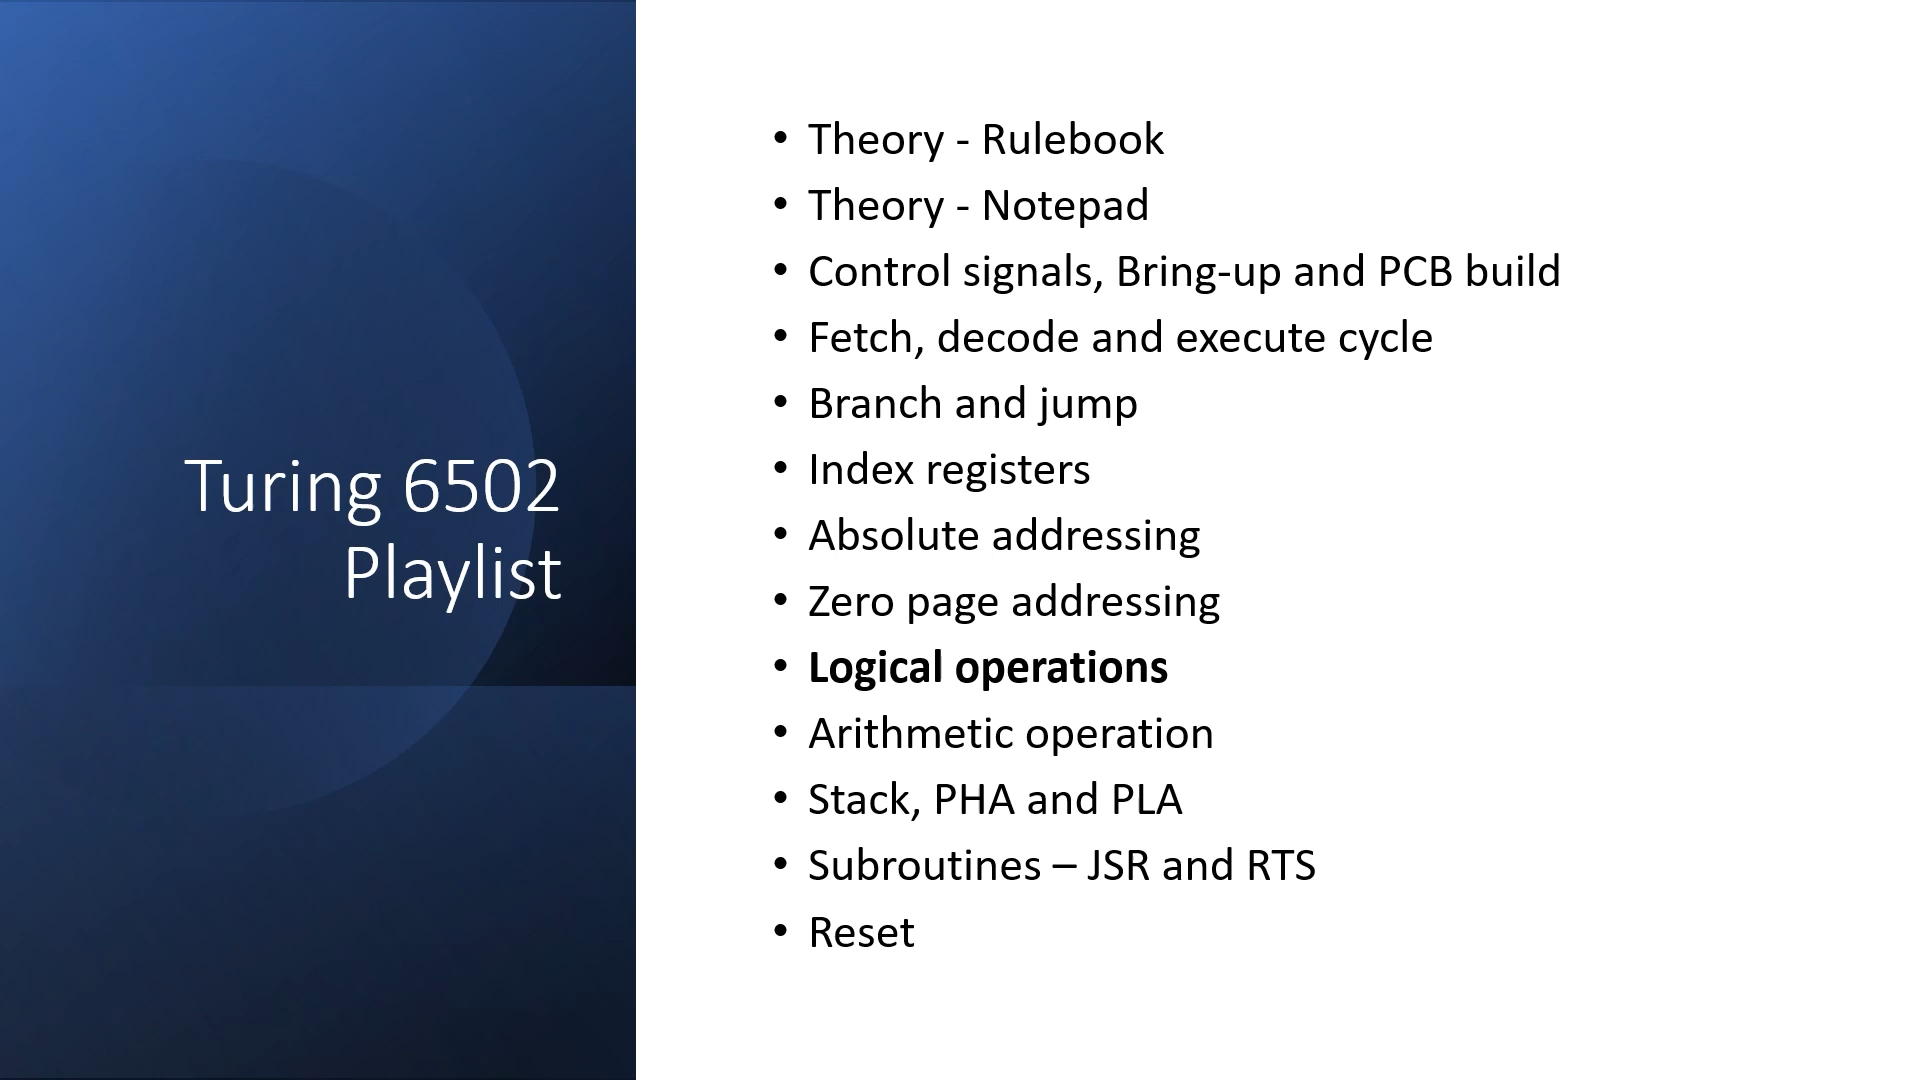 Turing 6502
Playlist
• Theory - Rulebook
• Theory - Notepad
• Control signals, Bring-up and PCB build
• Fetch, decode and execute cycle
• Branch and jump
• Index registers
• Absolute addressing
• Zero page addressing
• Logical operations
• Arithmetic operation
• Stack, PHA and PLA
• Subroutines – JSR and RTS
• Reset